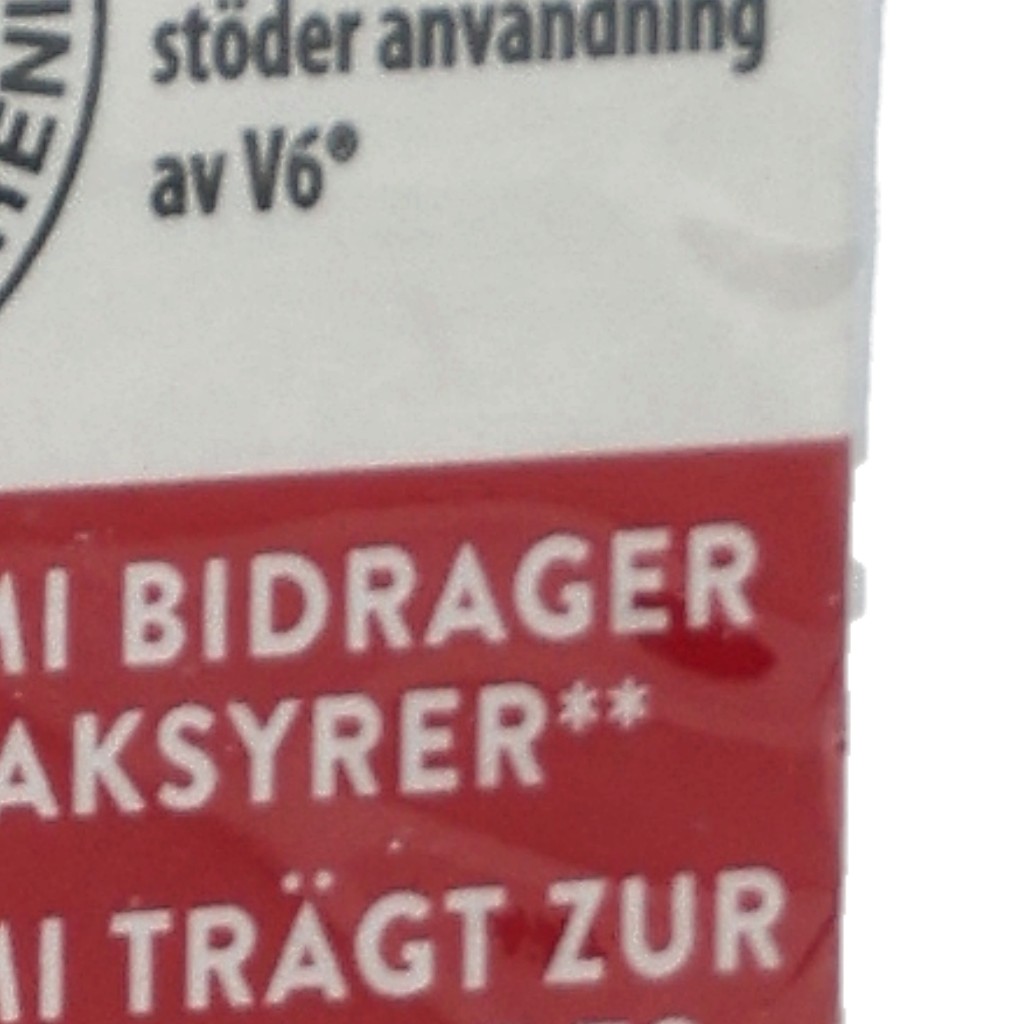 stöder användning
av V6®
BIDRAGER
AKSYRER**
TRÄGT ZUR